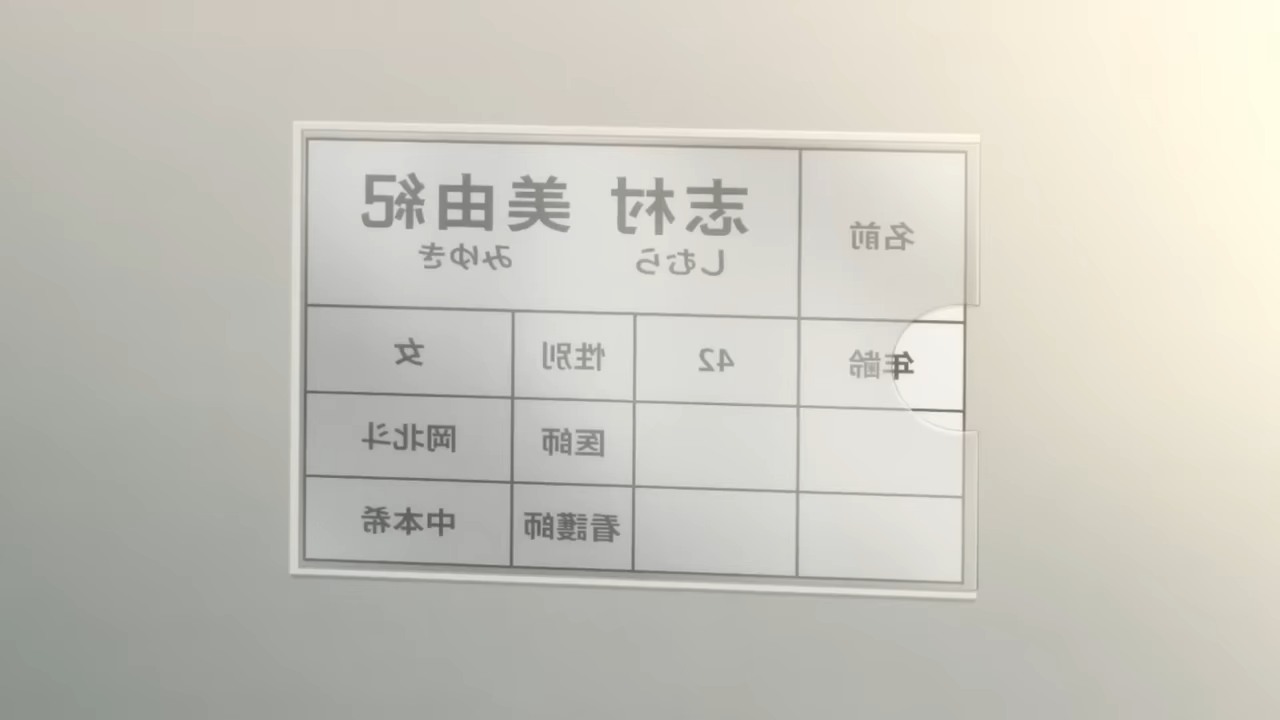 名前 志村 美由紀
しむら みゆき
年齢 42 性別 女
医師 岡北斗
看護師 中本希